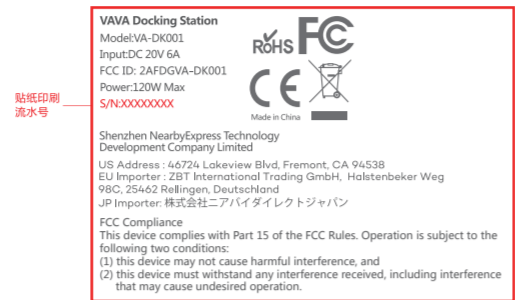 VAVA Docking Station
Model:VA-DK001
Input:DC 20V 6A
FCC ID: 2AFDGVA-DK001
Power:120W Max
S/N:XXXXXXXX
RoHS FC
CE
Made in China
贴纸印刷
流水号
Shenzhen NearbyExpress Technology
Development Company Limited
US Address : 46724 Lakeview Blvd, Fremont, CA 94538
EU Importer : ZBT International Trading GmbH, Halstenbeker Weg
98C, 25462 Rellingen, Deutschland
JP Importer: 株式会社ニアバイダイレクトジャパン
FCC Compliance
This device complies with Part 15 of the FCC Rules. Operation is subject to the
following two conditions:
(1) this device may not cause harmful interference, and
(2) this device must withstand any interference received, including interference
that may cause undesired operation.